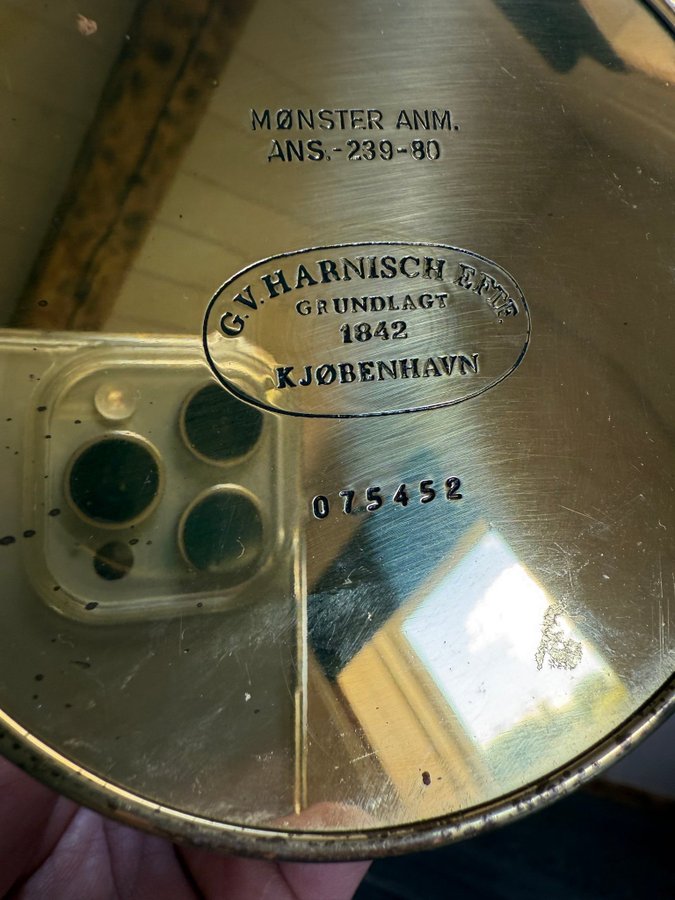 MØNSTER ANM.
ANS.-239-80
G.V. HARNISCH EFTF.
GRUNDLAGT
1842
KJØBENHAVN
075452